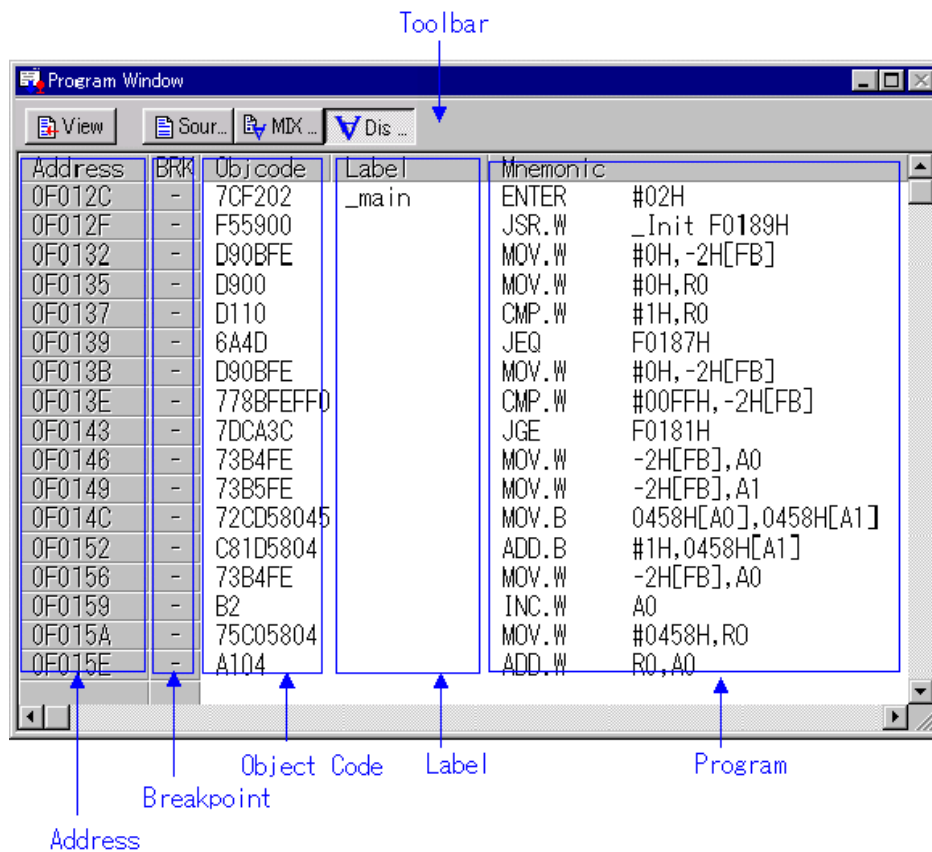 Toolbar
Program Window
View Sour... MIX ... Dis ...
Address BRK Objcode Label Mnemonic
0F012C - 7CF202 _main ENTER #02H
0F012F - F55900 JSR.W _Init F0189H
0F0132 - D90BFE MOV.W #0H,-2H[FB]
0F0135 - D900 MOV.W #0H,R0
0F0137 - D110 CMP.W #1H,R0
0F0139 - 6A4D JEQ F0187H
0F013B - D90BFE MOV.W #0H,-2H[FB]
0F013E - 778BFEFF0 CMP.W #00FFH,-2H[FB]
0F0143 - 7DCA3C JGE F0181H
0F0146 - 73B4FE MOV.W -2H[FB],A0
0F0149 - 73B5FE MOV.W -2H[FB],A1
0F014C - 72CD58045 MOV.B 0458H[A0],0458H[A1]
0F0152 - C81D5804 ADD.B #1H,0458H[A1]
0F0156 - 73B4FE MOV.W -2H[FB],A0
0F0159 - B2 INC.W A0
0F015A - 75C05804 MOV.W #0458H,R0
0F015E - A104 ADD.W R0,A0
Object Code Label Program
Breakpoint
Address